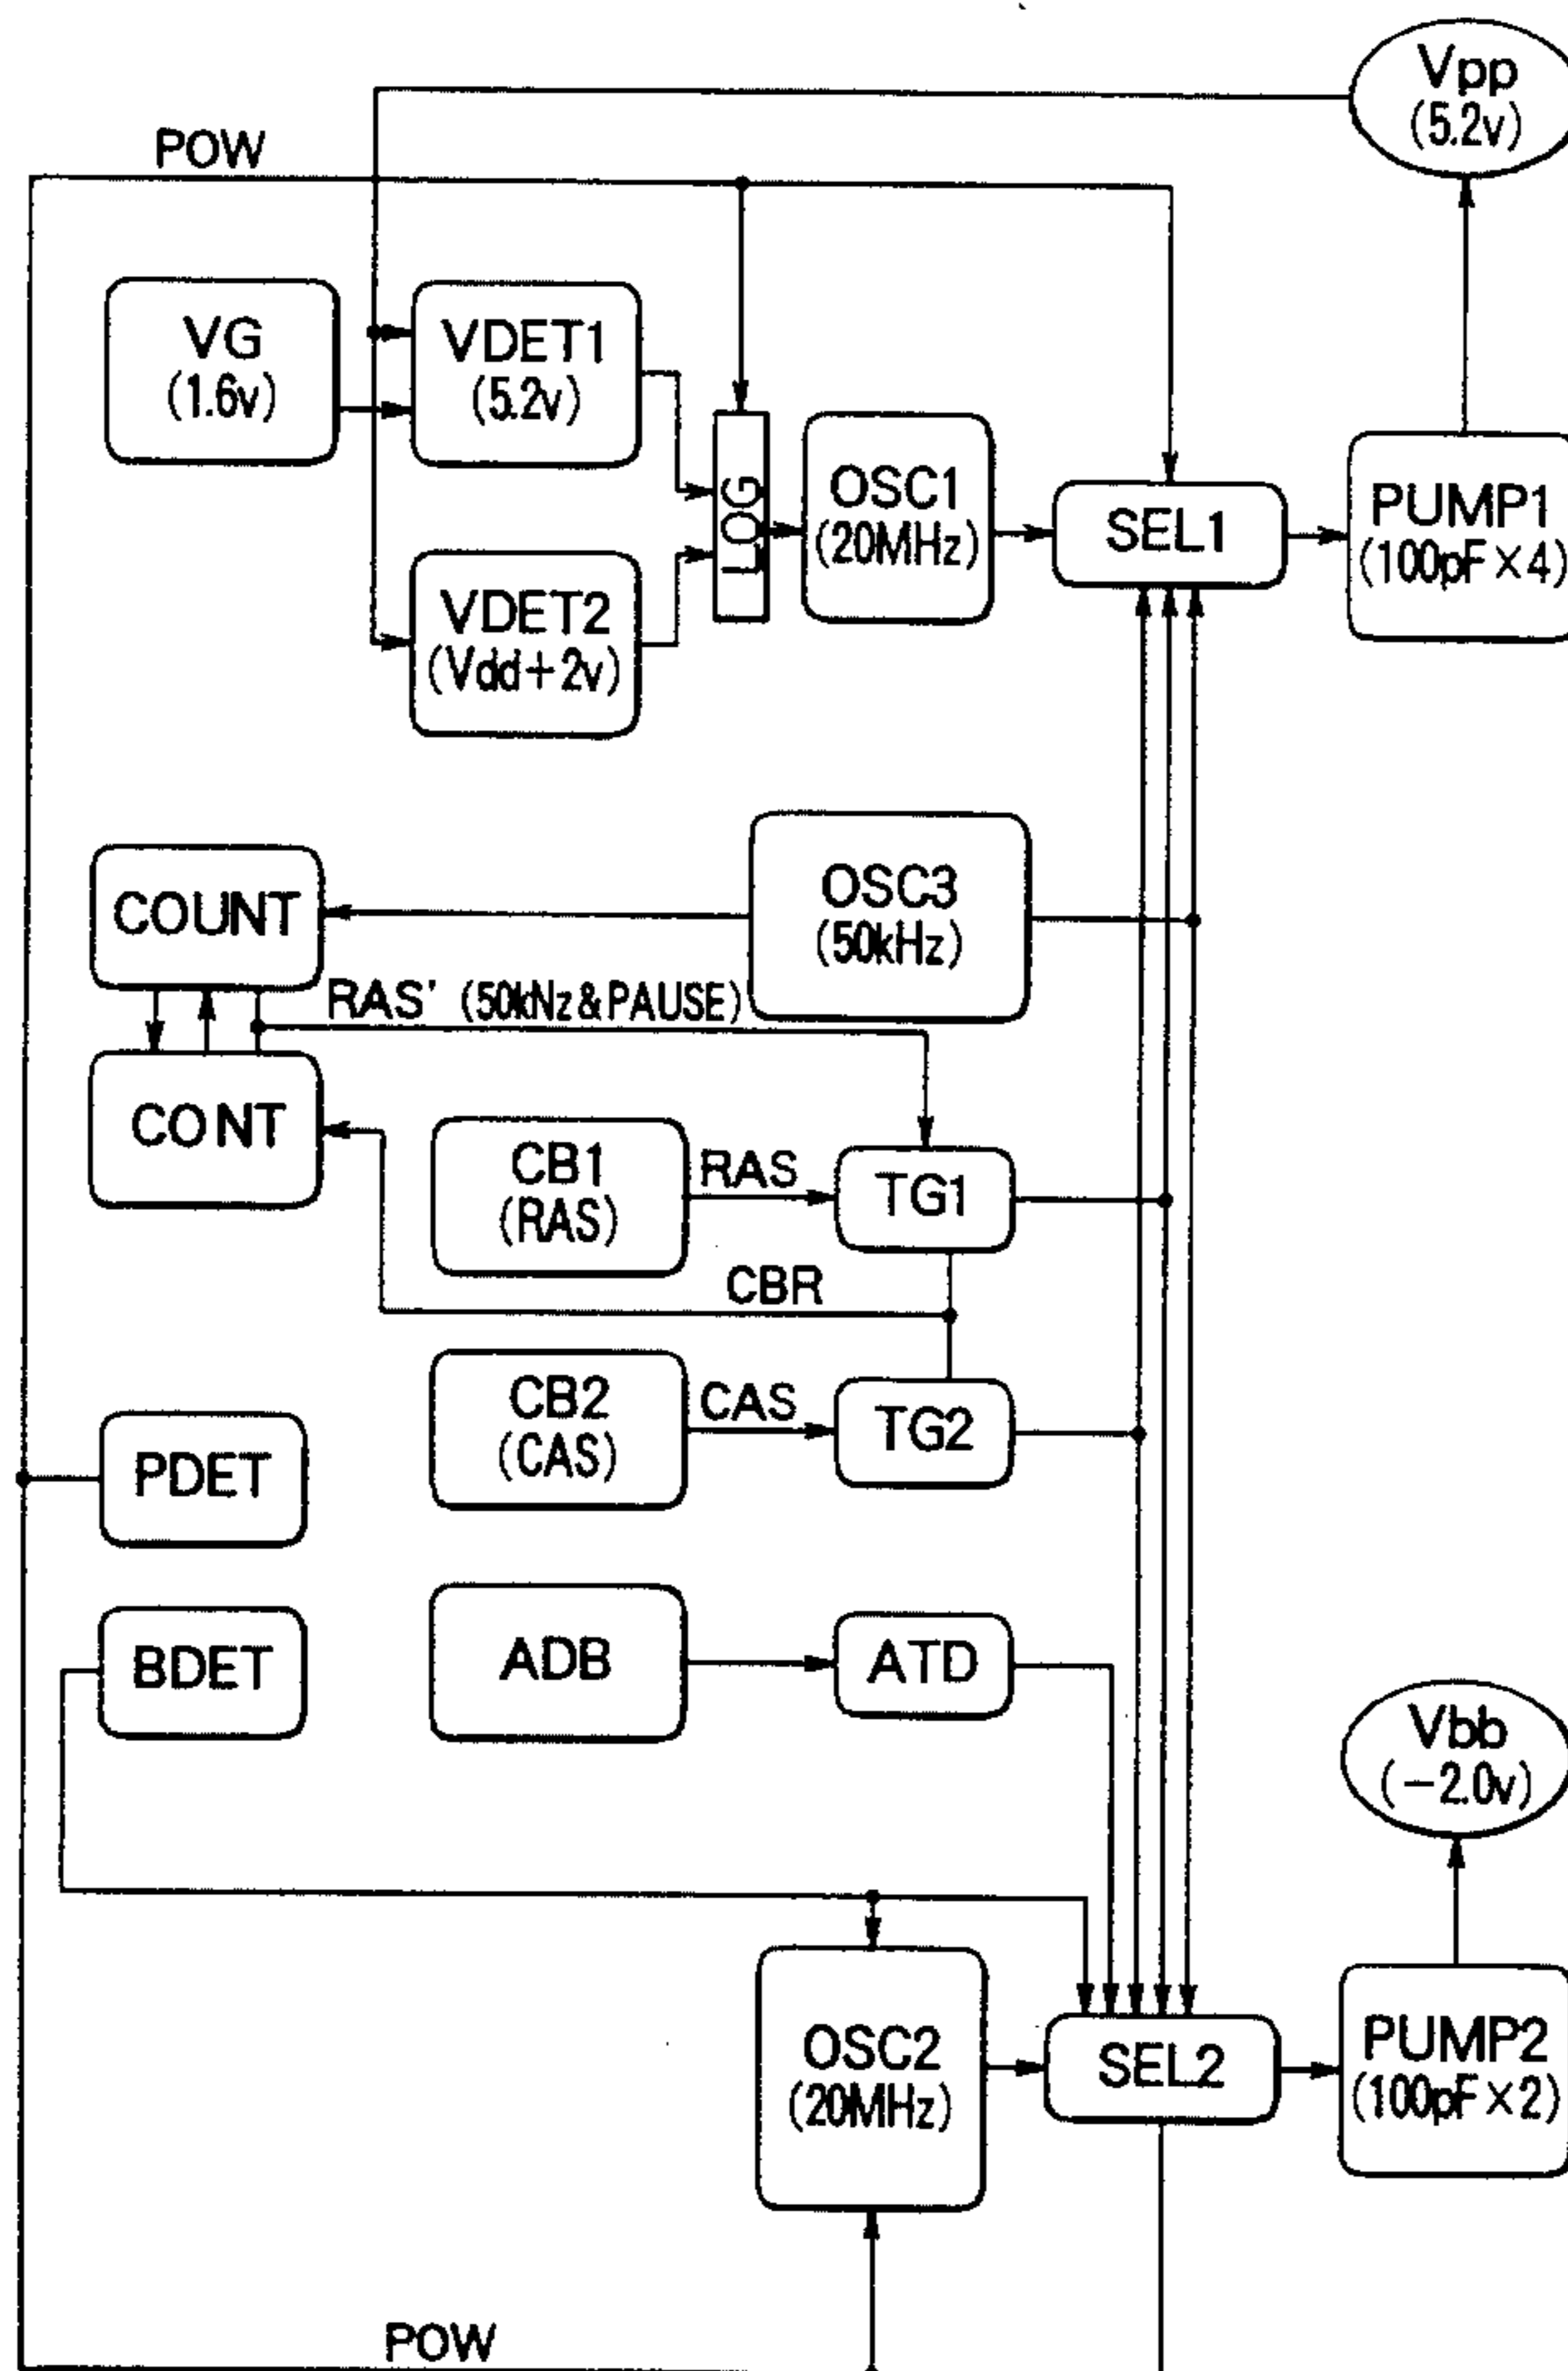 Vpp
(5.2v)
POW
VG
(1.6v)
VDET1
(5.2v)
LOG
OSC1
(20MHz)
SEL1
PUMP1
(100pF×4)
VDET2
(Vdd+2v)
COUNT
OSC3
(50kHz)
RAS' (50kNz&PAUSE)
CONT
CB1
(RAS)
RAS
TG1
CBR
CB2
(CAS)
CAS
TG2
PDET
BDET
ADB
ATD
Vbb
(-2.0v)
OSC2
(20MHz)
SEL2
PUMP2
(100pF×2)
POW